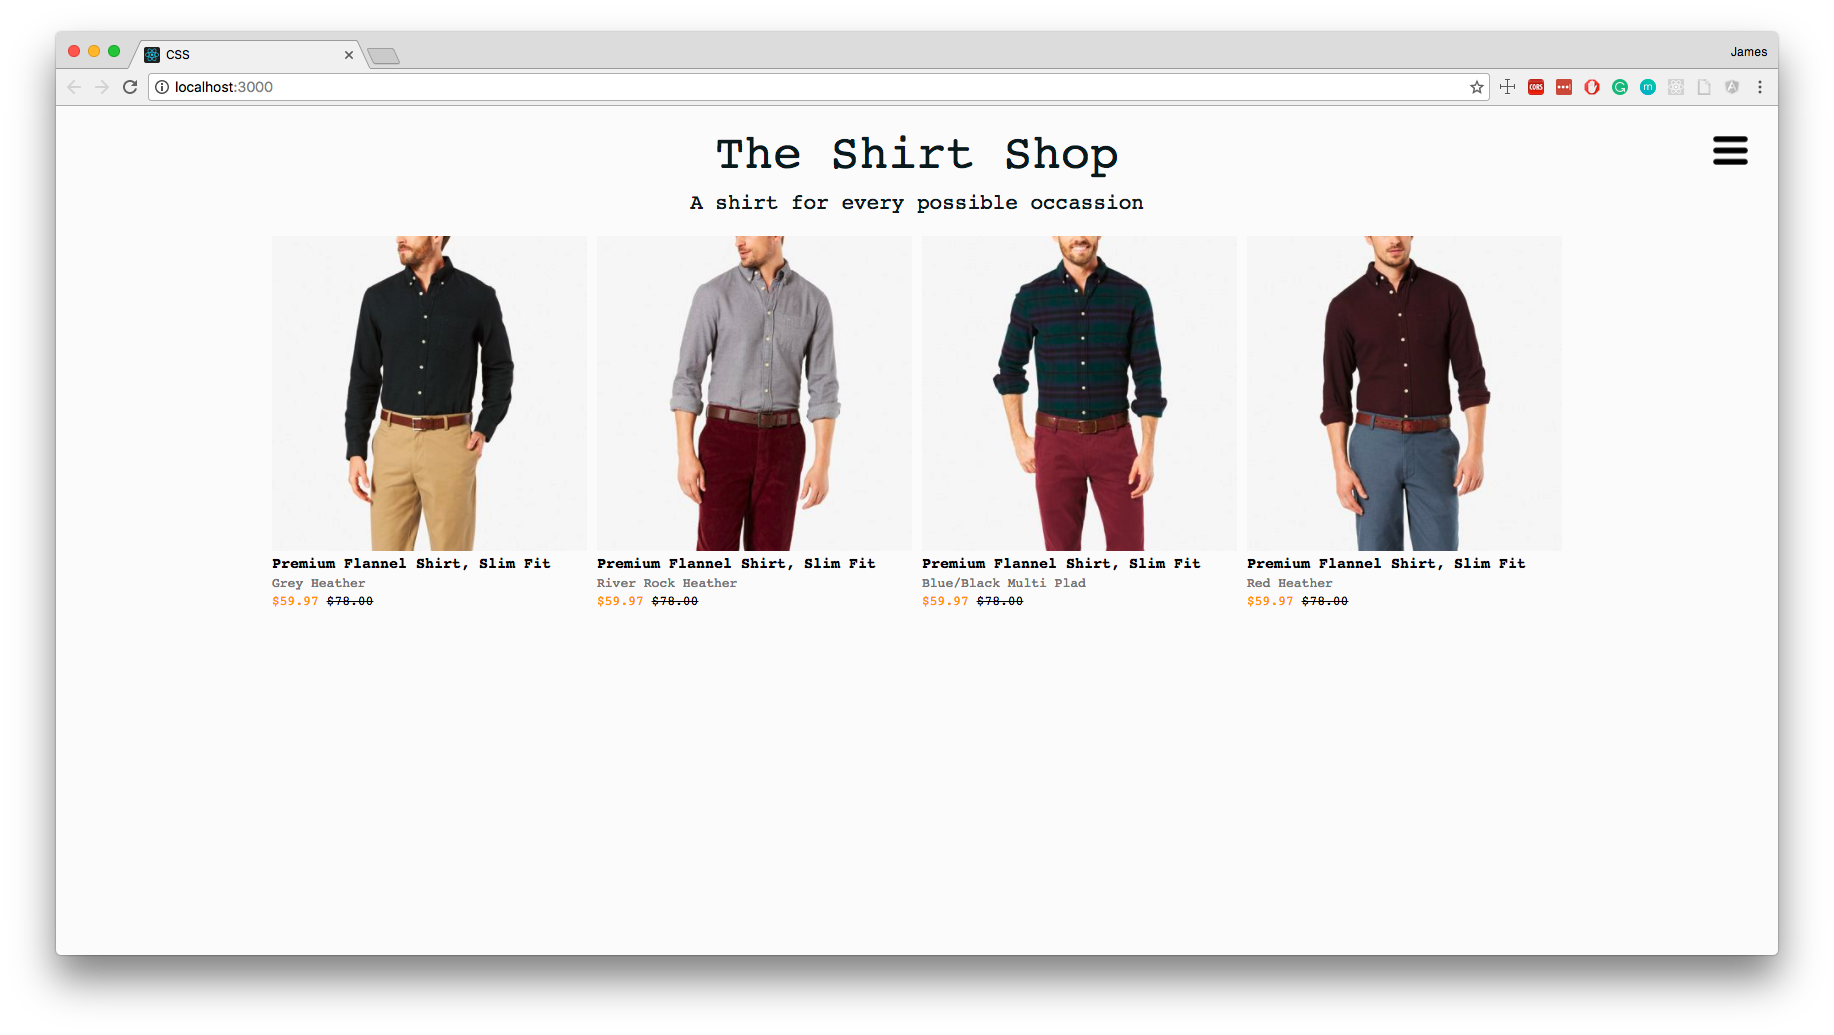 CSS
James
localhost:3000
CORS
m
The Shirt Shop
A shirt for every possible occassion
Premium Flannel Shirt, Slim Fit
Grey Heather
$59.97 $78.00
Premium Flannel Shirt, Slim Fit
River Rock Heather
$59.97 $78.00
Premium Flannel Shirt, Slim Fit
Blue/Black Multi Plad
$59.97 $78.00
Premium Flannel Shirt, Slim Fit
Red Heather
$59.97 $78.00